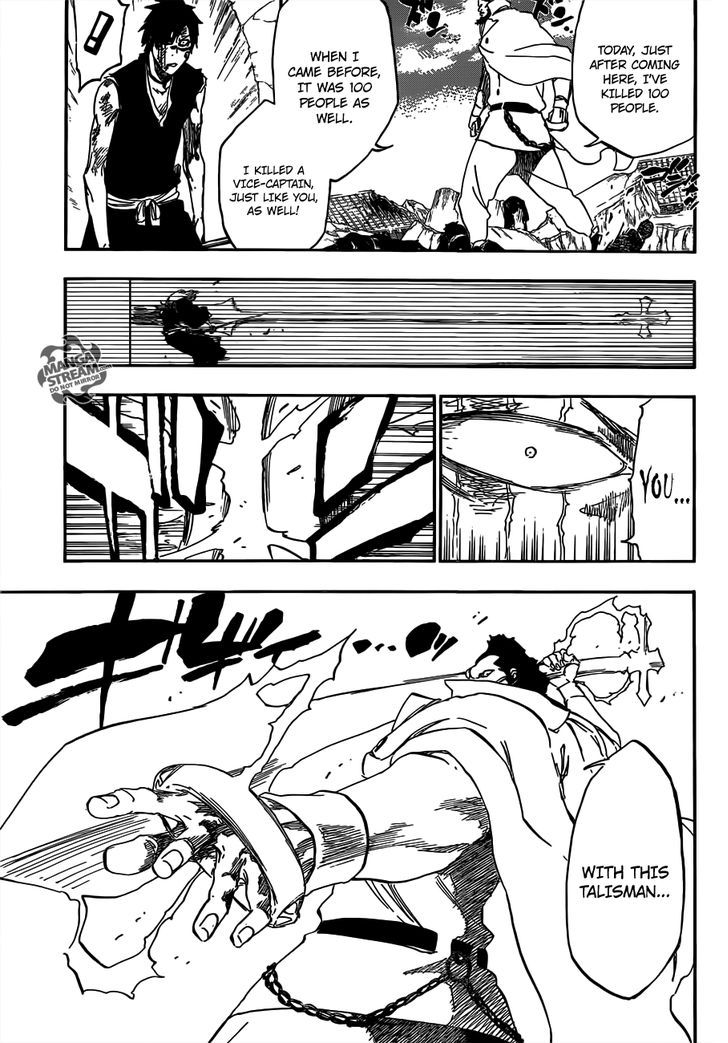 TODAY, JUST
AFTER COMING
HERE, I'VE
KILLED 100
PEOPLE.
WHEN I
CAME BEFORE,
IT WAS 100
PEOPLE AS
WELL.
I KILLED A
VICE-CAPTAIN,
JUST LIKE YOU,
AS WELL!
!
MANGA
STREAM.com
DO NOT MIRROR!
YOU...
WITH THIS
TALISMAN...